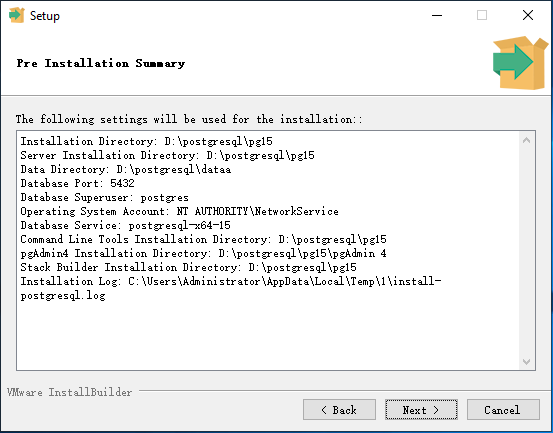 Setup
Pre Installation Summary
The following settings will be used for the installation::
Installation Directory: D:\postgresql\pg15
Server Installation Directory: D:\postgresql\pg15
Data Directory: D:\postgresql\dataa
Database Port: 5432
Database Superuser: postgres
Operating System Account: NT AUTHORITY\NetworkService
Database Service: postgresql-x64-15
Command Line Tools Installation Directory: D:\postgresql\pg15
pgAdmin4 Installation Directory: D:\postgresql\pg15\pgAdmin 4
Stack Builder Installation Directory: D:\postgresql\pg15
Installation Log: C:\Users\Administrator\AppData\Local\Temp\1\install-
postgresql.log
VMware InstallBuilder
< Back
Next >
Cancel